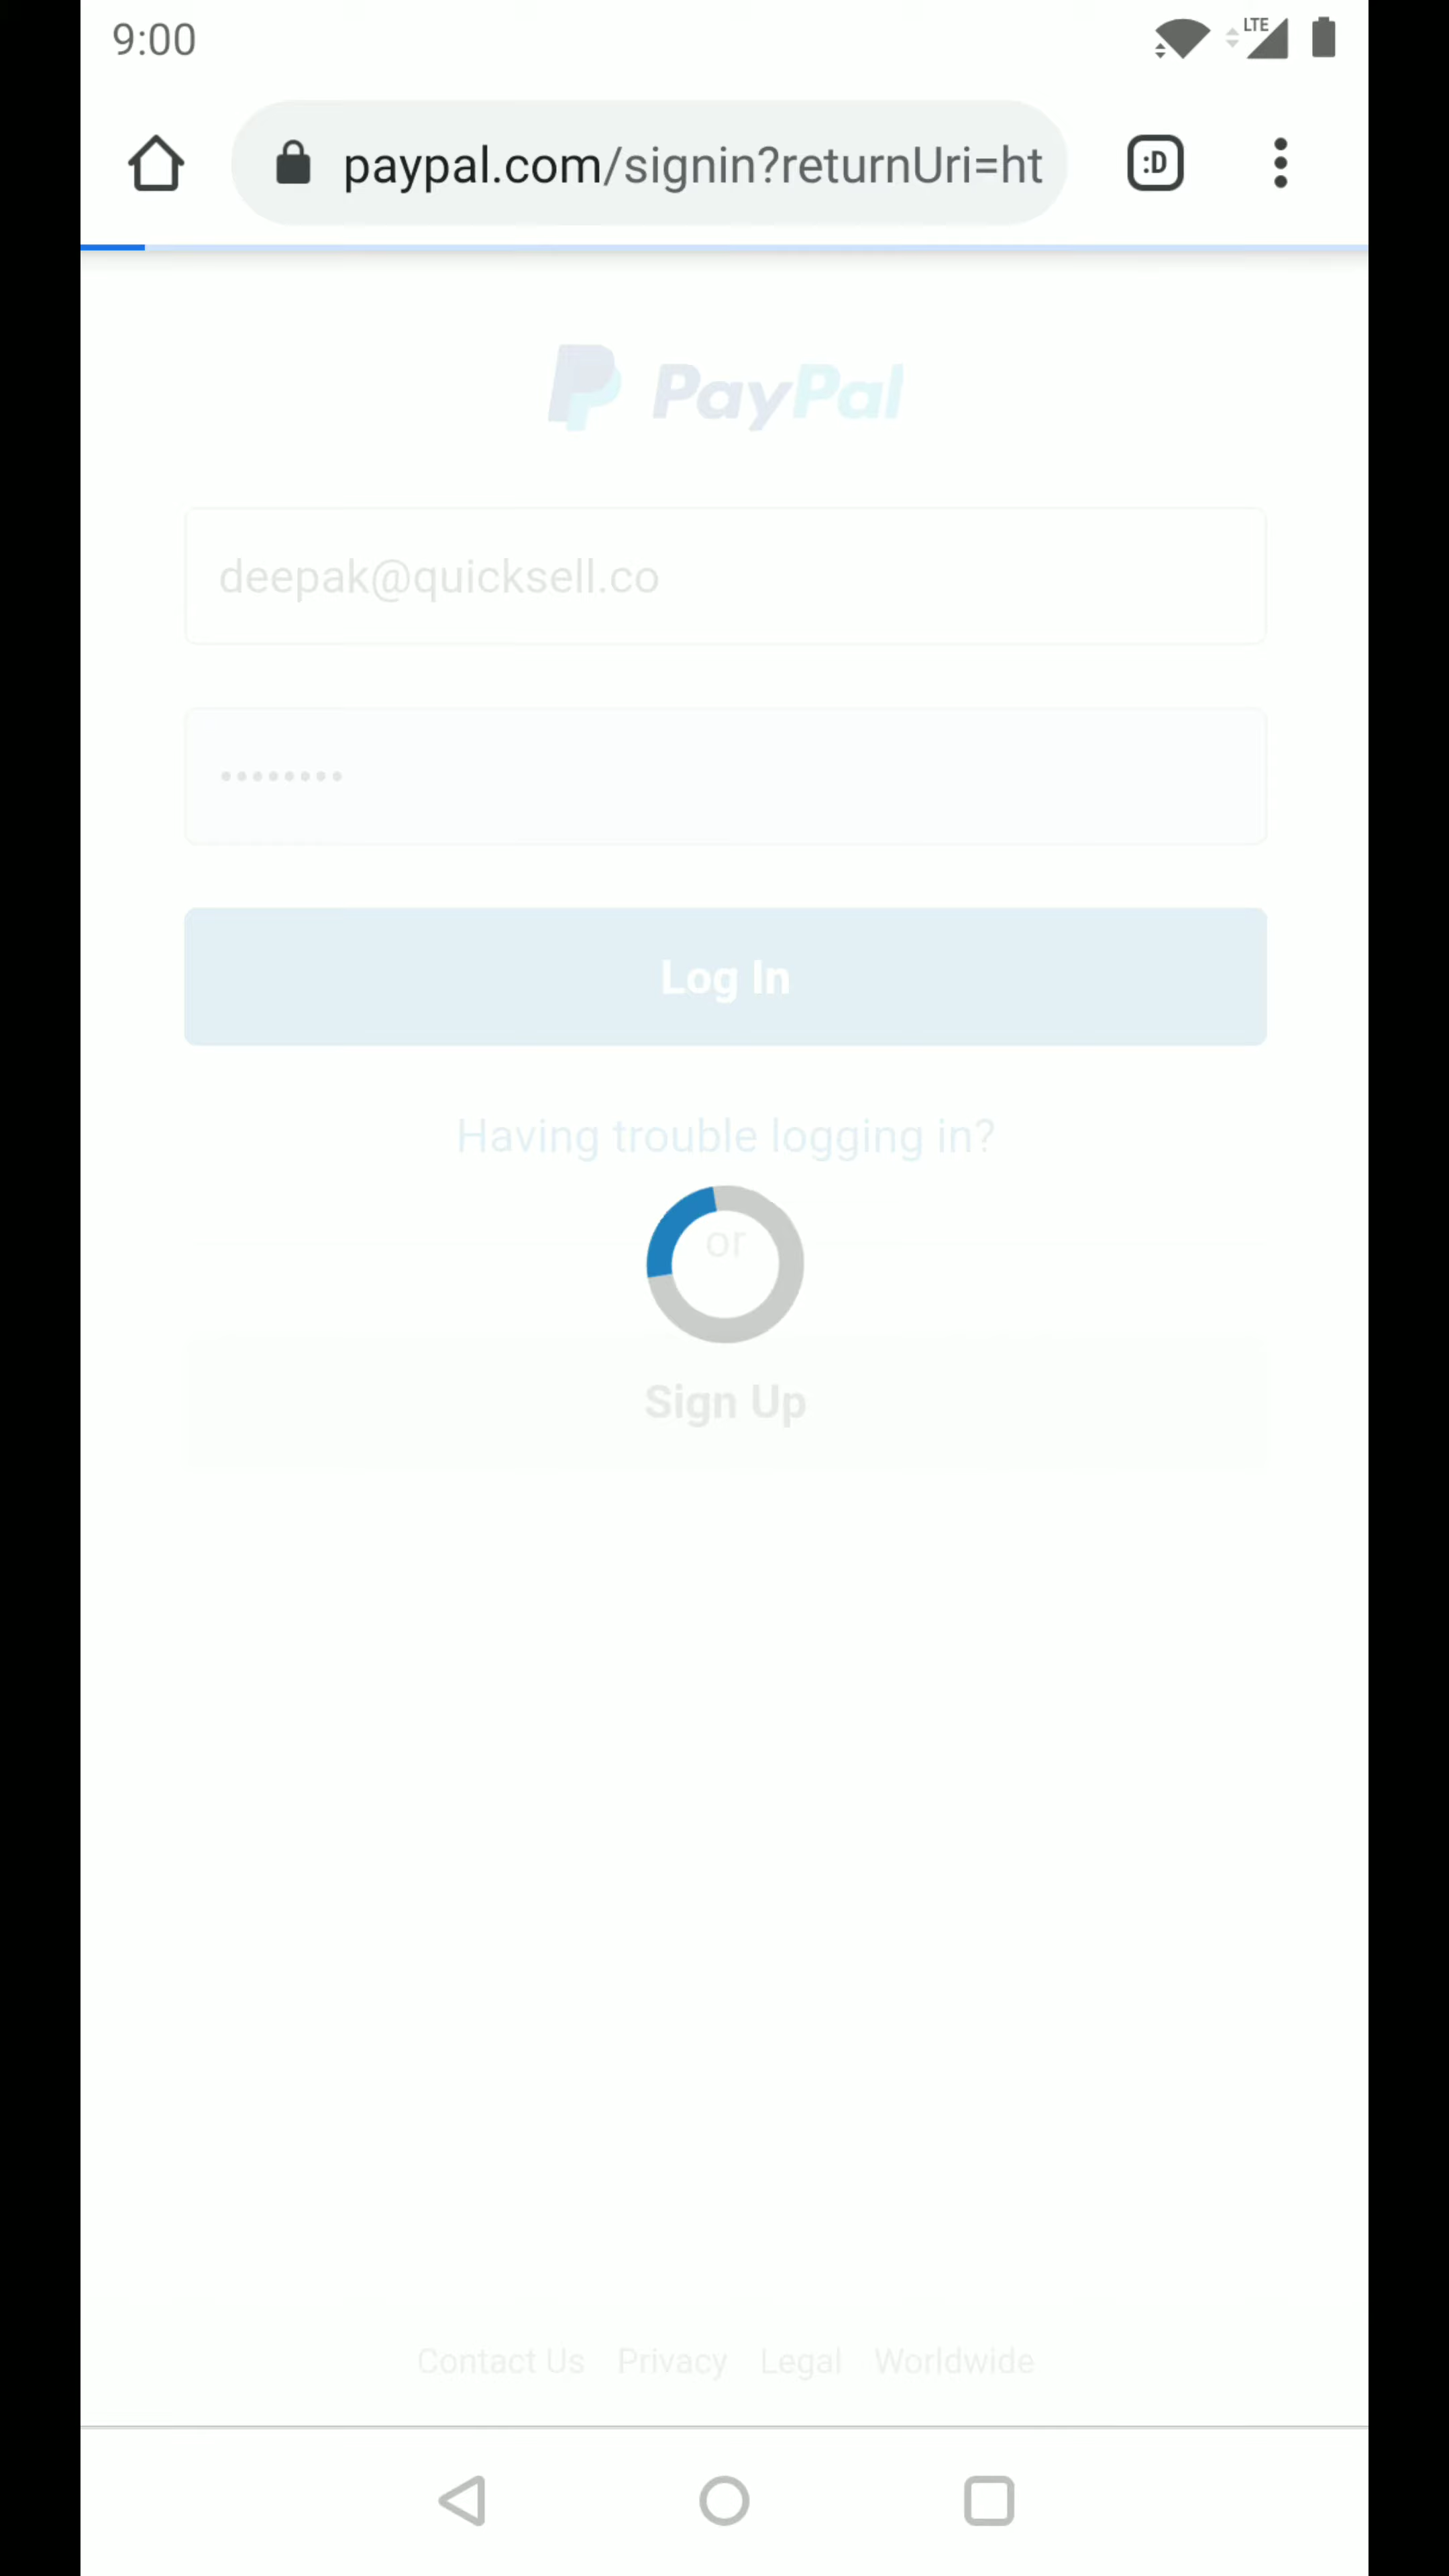 9:00
LTE
paypal.com/signin?returnUri=ht
:D
PayPal
deepak@quicksell.co
••••••••
Log In
Having trouble logging in?
or
Sign Up
Contact Us Privacy Legal Worldwide